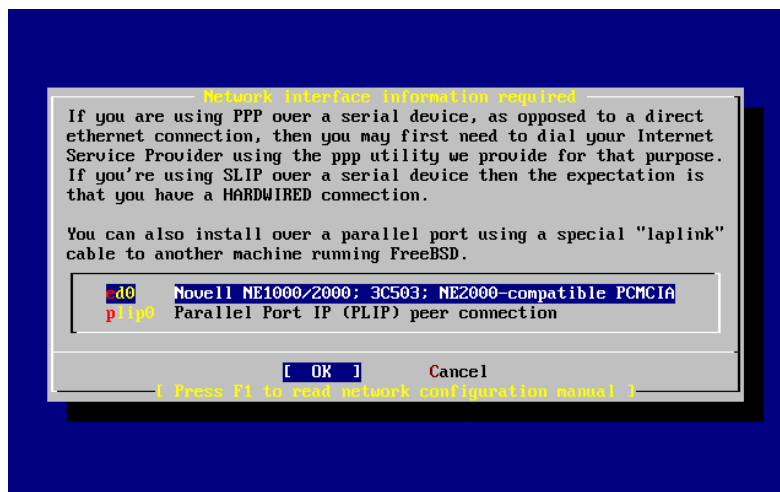 Network interface information required
If you are using PPP over a serial device, as opposed to a direct
ethernet connection, then you may first need to dial your Internet
Service Provider using the ppp utility we provide for that purpose.
If you're using SLIP over a serial device then the expectation is
that you have a HARDWIRED connection.
You can also install over a parallel port using a special "laplink"
cable to another machine running FreeBSD.
ed0 Novell NE1000/2000; 3C503; NE2000-compatible PCMCIA
plip0 Parallel Port IP (PLIP) peer connection
[ OK ] Cancel
[ Press F1 to read network configuration manual ]